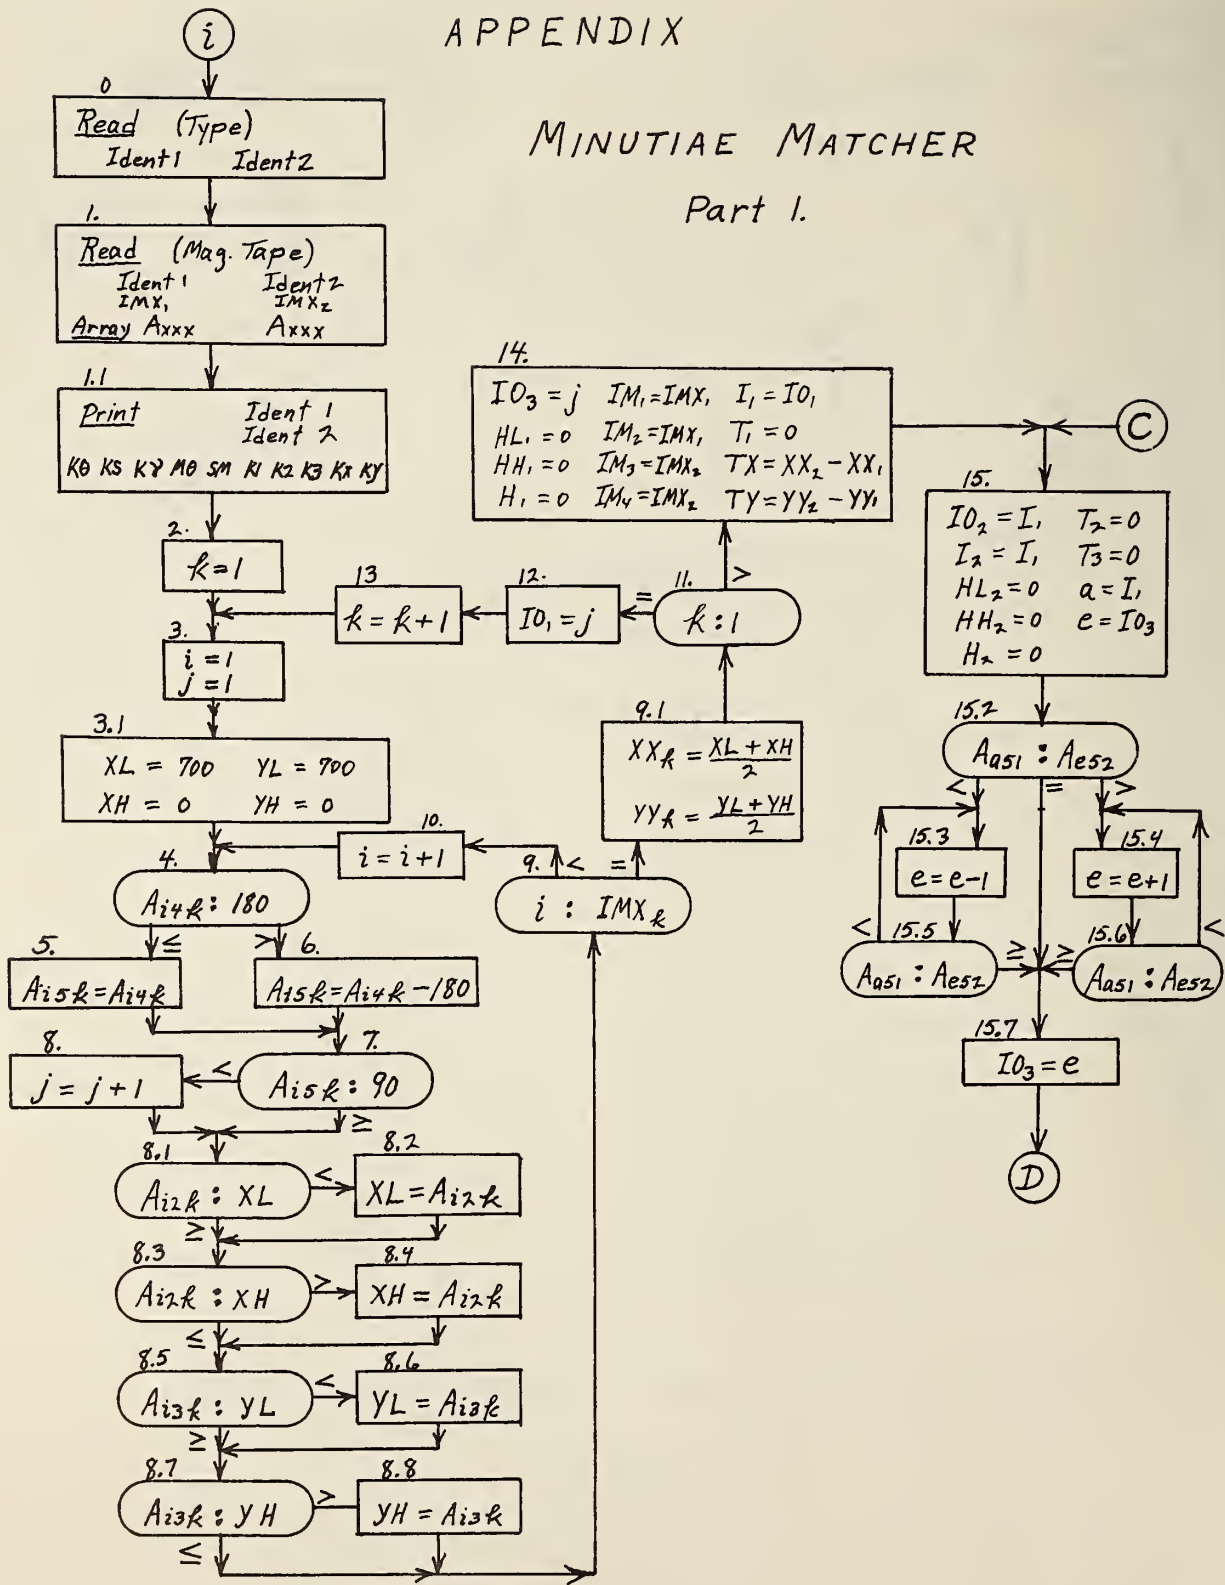 APPENDIX
MINUTIAE MATCHER
Part 1.
i
0
Read (Type)
Ident 1 Ident 2
1.
Read (Mag. Tape)
Ident 1 Ident 2
IMX₁ IMX₂
Array Axxx Axxx
1.1
Print Ident 1
Ident 2
Kθ KS Kγ Mθ SM K1 K2 K3 Kx Ky
2.
k=1
3.
i = 1
j = 1
3.1
XL = 700 YL = 700
XH = 0 YH = 0
4.
Ai4k : 180
≤ >
5.
Ai5k = Ai4k
6.
Ai5k = Ai4k - 180
7.
Ai5k : 90
< ≥
8.
j = j + 1
8.1
Ai2k : XL
< ≥
8.2
XL = Ai2k
8.3
Ai2k : XH
> ≤
8.4
XH = Ai2k
8.5
Ai3k : YL
< ≥
8.6
YL = Ai3k
8.7
Ai3k : YH
> ≤
8.8
YH = Ai3k
9.
i : IMXk
< =
10.
i = i + 1
9.1
XXk = XL + XH
2
YYk = YL + YH
2
11.
k : 1
= >
12.
IO₁ = j
13
k = k + 1
14.
IO₃ = j IM₁ = IMX₁ I₁ = IO₁
HL₁ = 0 IM₂ = IMX₁ T₁ = 0
HH₁ = 0 IM₃ = IMX₂ TX = XX₂ - XX₁
H₁ = 0 IM₄ = IMX₂ TY = YY₂ - YY₁
C
15.
IO₂ = I₁ T₂ = 0
I₂ = I₁ T₃ = 0
HL₂ = 0 a = I₁
HH₂ = 0 e = IO₃
H₂ = 0
15.2
Aa51 : Ae52
< = >
15.3
e = e - 1
15.4
e = e + 1
15.5
Aa51 : Ae52
< ≥
15.6
Aa51 : Ae52
≥ <
15.7
IO₃ = e
D